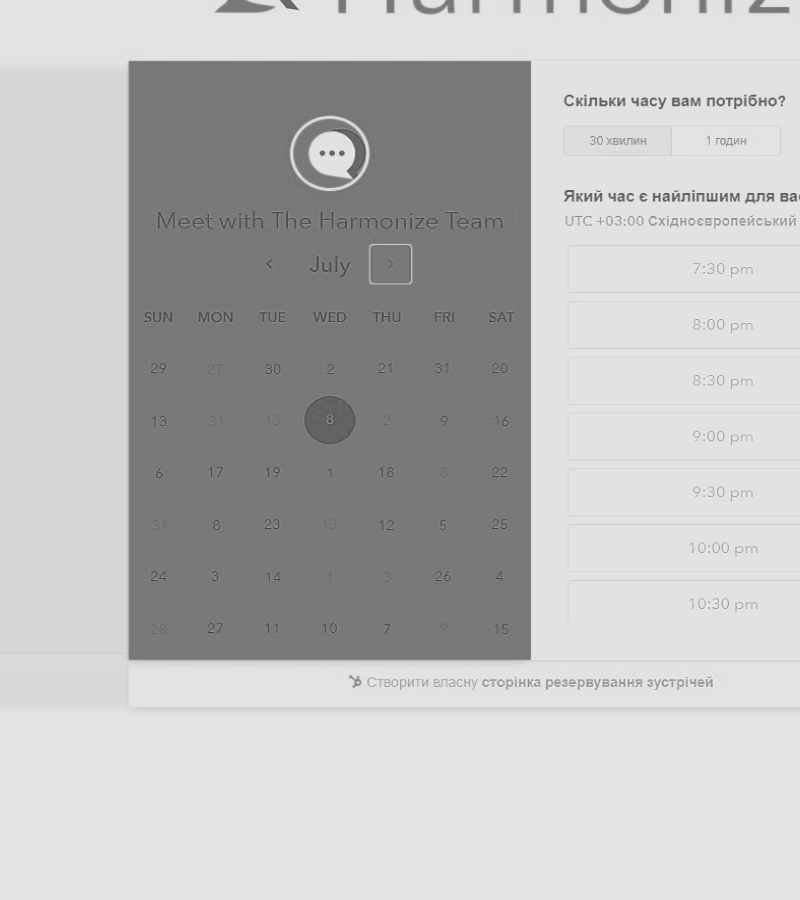 Harmoniz
Meet with The Harmonize Team
July
SUN MON TUE WED THU FRI SAT
29 27 30 2 21 31 20
13 31 13 8 2 9 16
6 17 19 1 18 8 22
31 8 23 13 12 5 25
24 3 14 1 3 26 4
26 27 11 10 7 9 15
Скільки часу вам потрібно?
30 хвилин 1 годин
Який час є найліпшим для вас
UTC +03:00 Східноєвропейський
7:30 pm
8:00 pm
8:30 pm
9:00 pm
9:30 pm
10:00 pm
10:30 pm
Створити власну сторінка резервування зустрічей